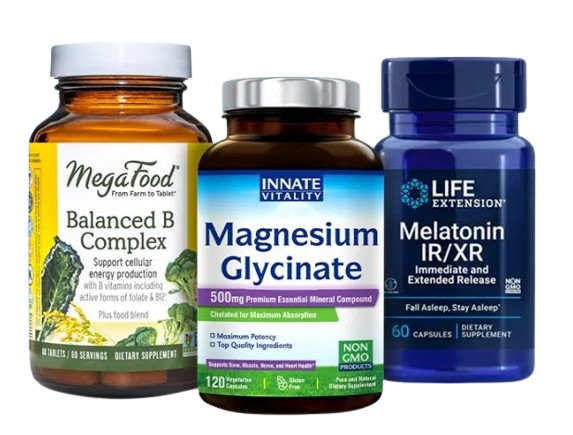 MegaFood®
From Farm to Tablet®
Balanced B
Complex
Support cellular
energy production
with B vitamins including
active forms of folate & B12†
Plus food blend
60 TABLETS / 60 SERVINGS DIETARY SUPPLEMENT
INNATE
VITALITY
Magnesium
Glycinate
500mg Premium Essential Mineral Compound
Chelated for Maximum Absorption
Maximum Potency
Top Quality Ingredients
NON
GMO
PRODUCTS
Supports Bone, Muscle, Nerve, and Heart Health*
120 Vegetarian
Capsules
Gluten
Free
Pure and Natural
Dietary Supplement
LIFE
EXTENSION®
Melatonin
IR/XR
Immediate and
Extended Release
NON
GMO
Fall Asleep, Stay Asleep*
60 CAPSULES DIETARY
SUPPLEMENT